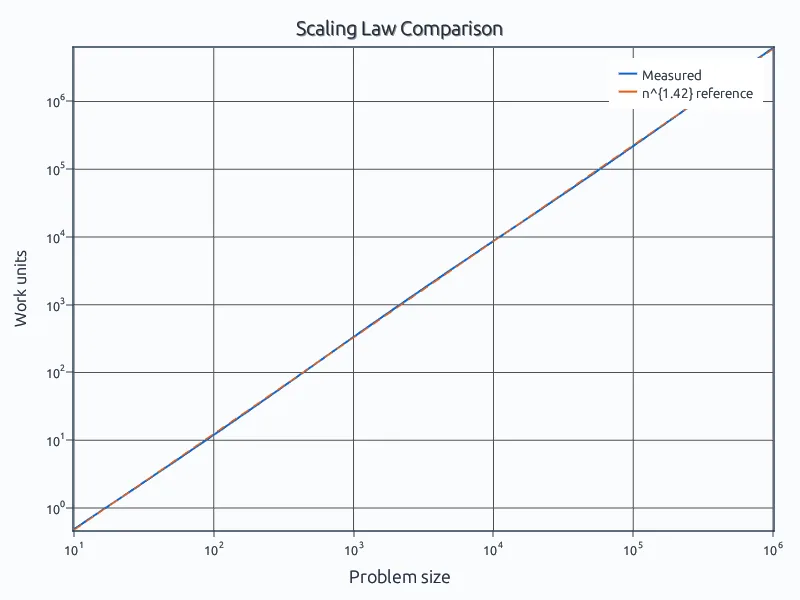 Scaling Law Comparison
Measured
n^{1.42} reference
10^6
10^5
10^4
10^3
10^2
10^1
10^0
Work units
10^1 10^2 10^3 10^4 10^5 10^6
Problem size